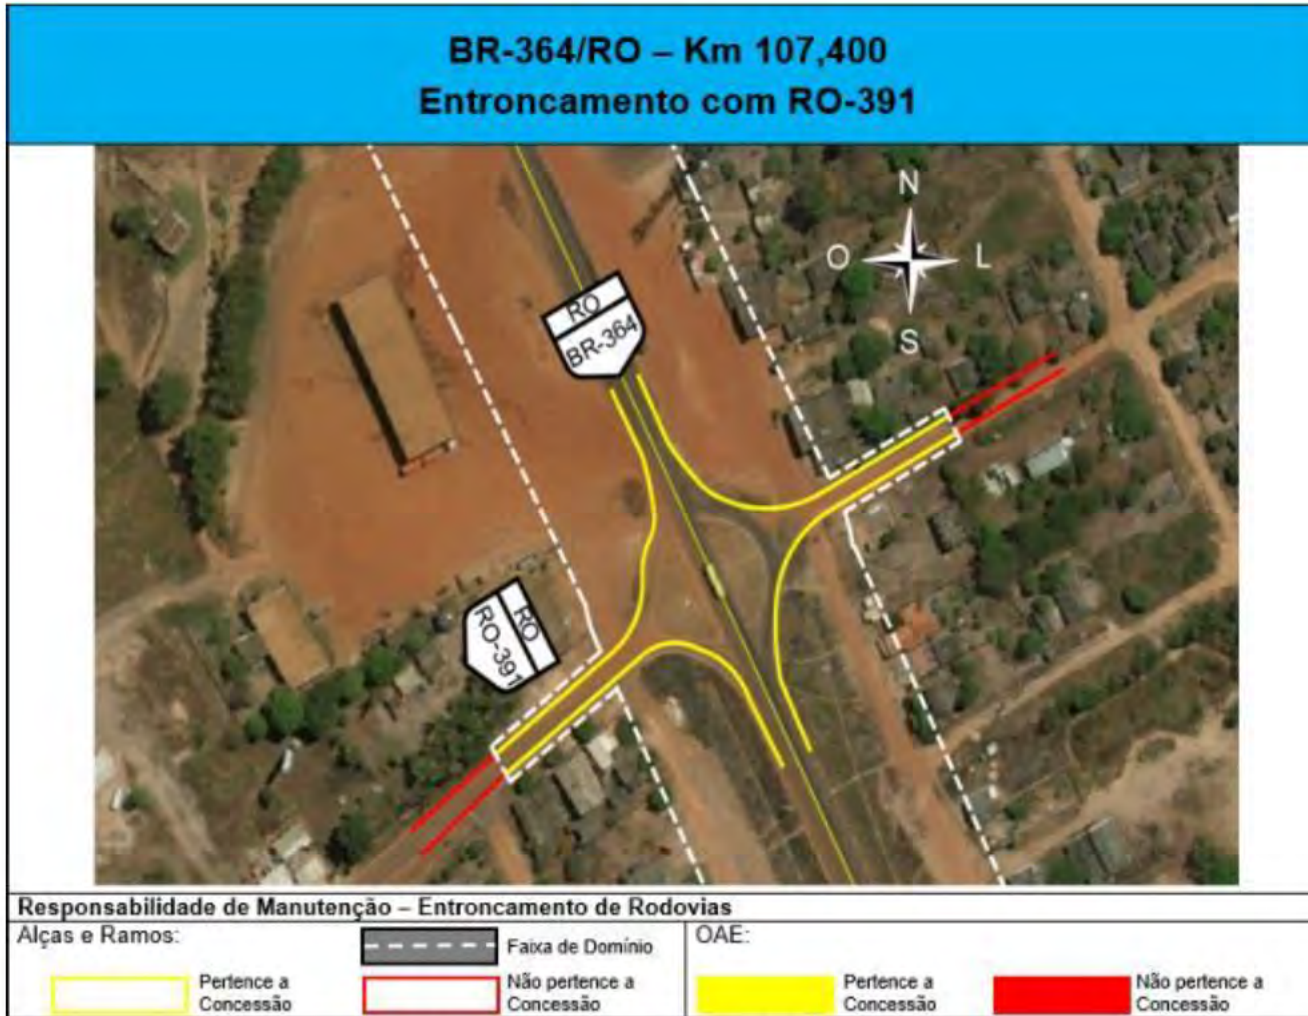 BR-364/RO – Km 107,400
Entroncamento com RO-391
N
O
L
S
RO
BR-364
RO
RO-391
Responsabilidade de Manutenção – Entroncamento de Rodovias
Alças e Ramos:
Faixa de Domínio
OAE:
Pertence a
Concessão
Não pertence a
Concessão
Pertence a
Concessão
Não pertence a
Concessão